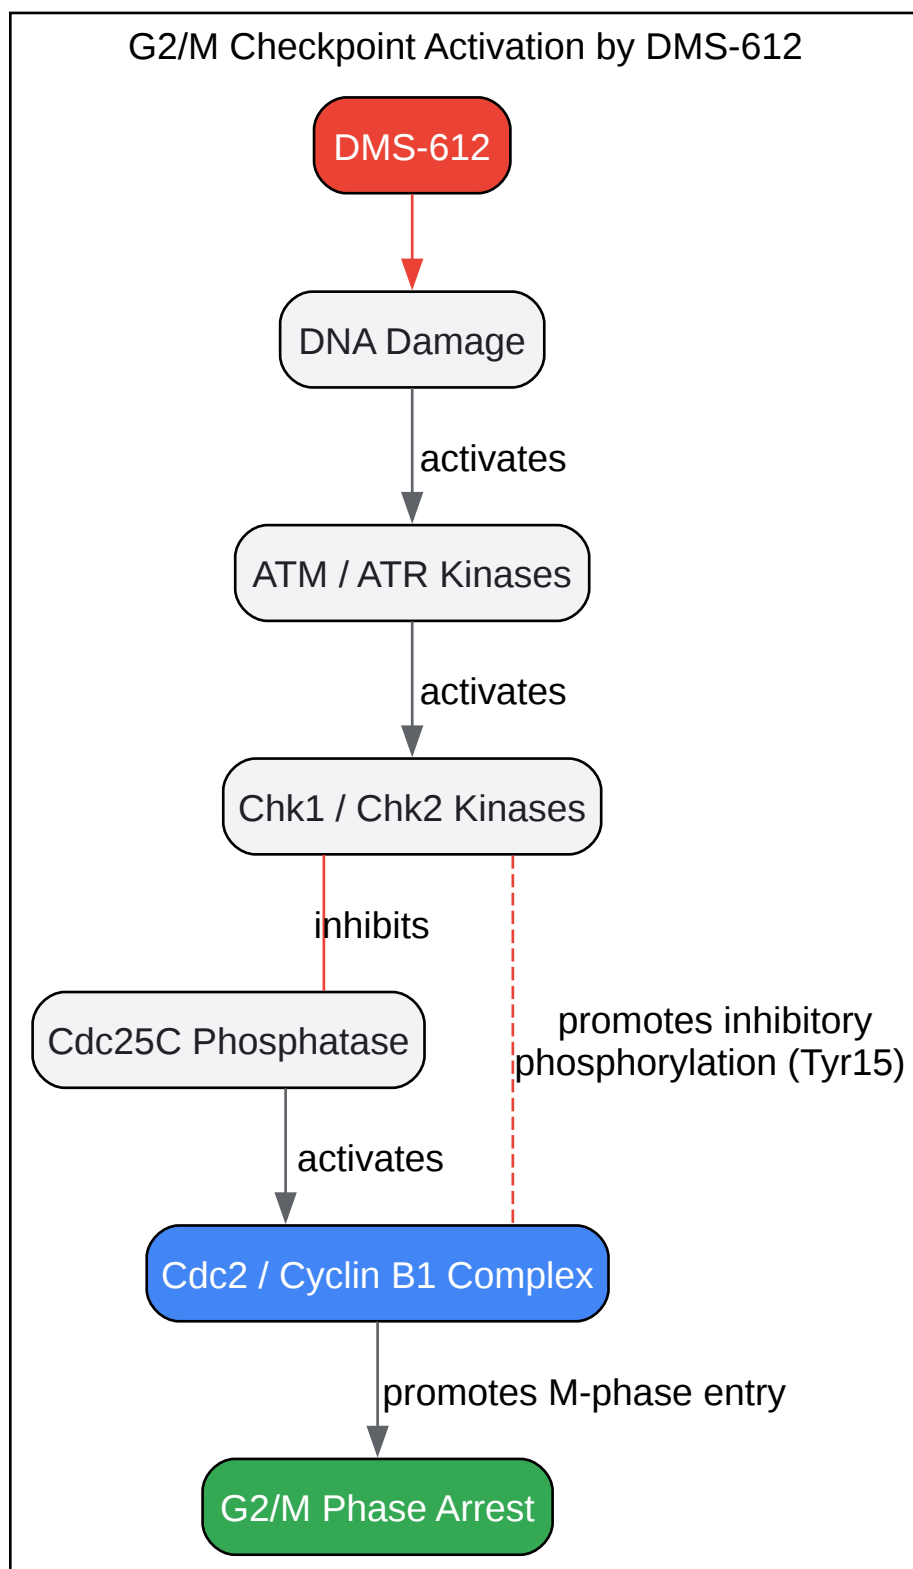 G2/M Checkpoint Activation by DMS-612
DMS-612
DNA Damage
activates
ATM / ATR Kinases
activates
Chk1 / Chk2 Kinases
inhibits
Cdc25C Phosphatase
promotes inhibitory
phosphorylation (Tyr15)
activates
Cdc2 / Cyclin B1 Complex
promotes M-phase entry
G2/M Phase Arrest